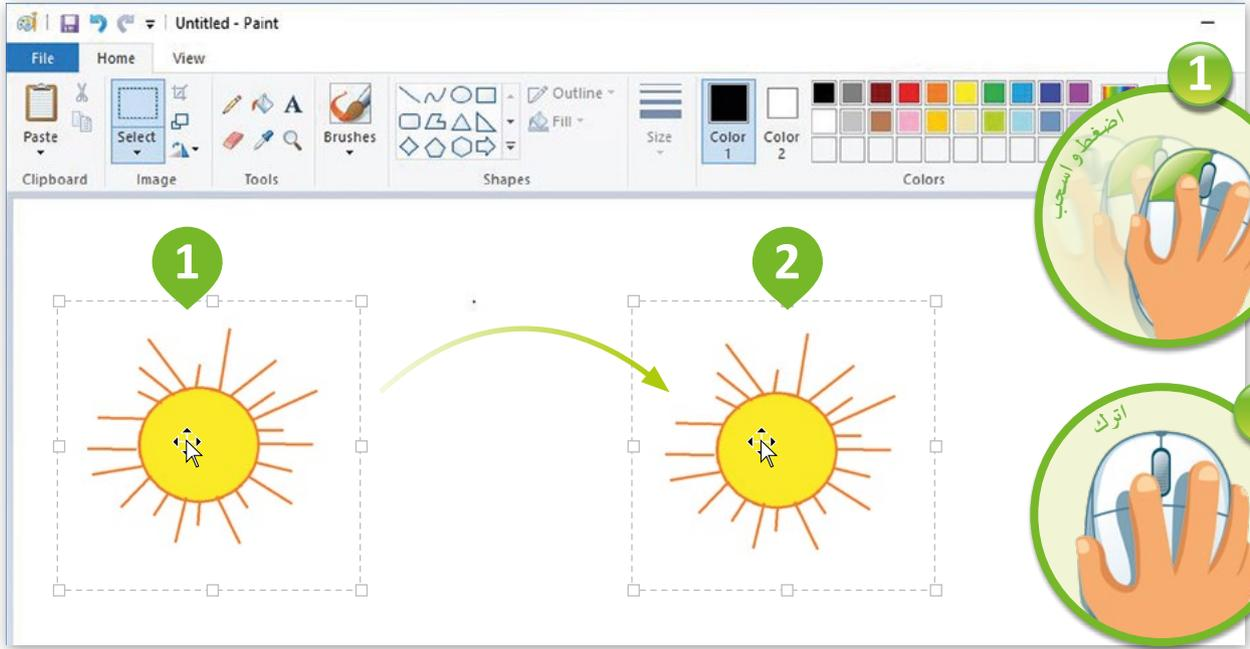 Untitled - Paint
File Home View
Paste
Select
Brushes
Outline
Fill
Size
Color 1
Color 2
Clipboard
Image
Tools
Shapes
Colors
1
اضغط واسحب
1
2
اترك